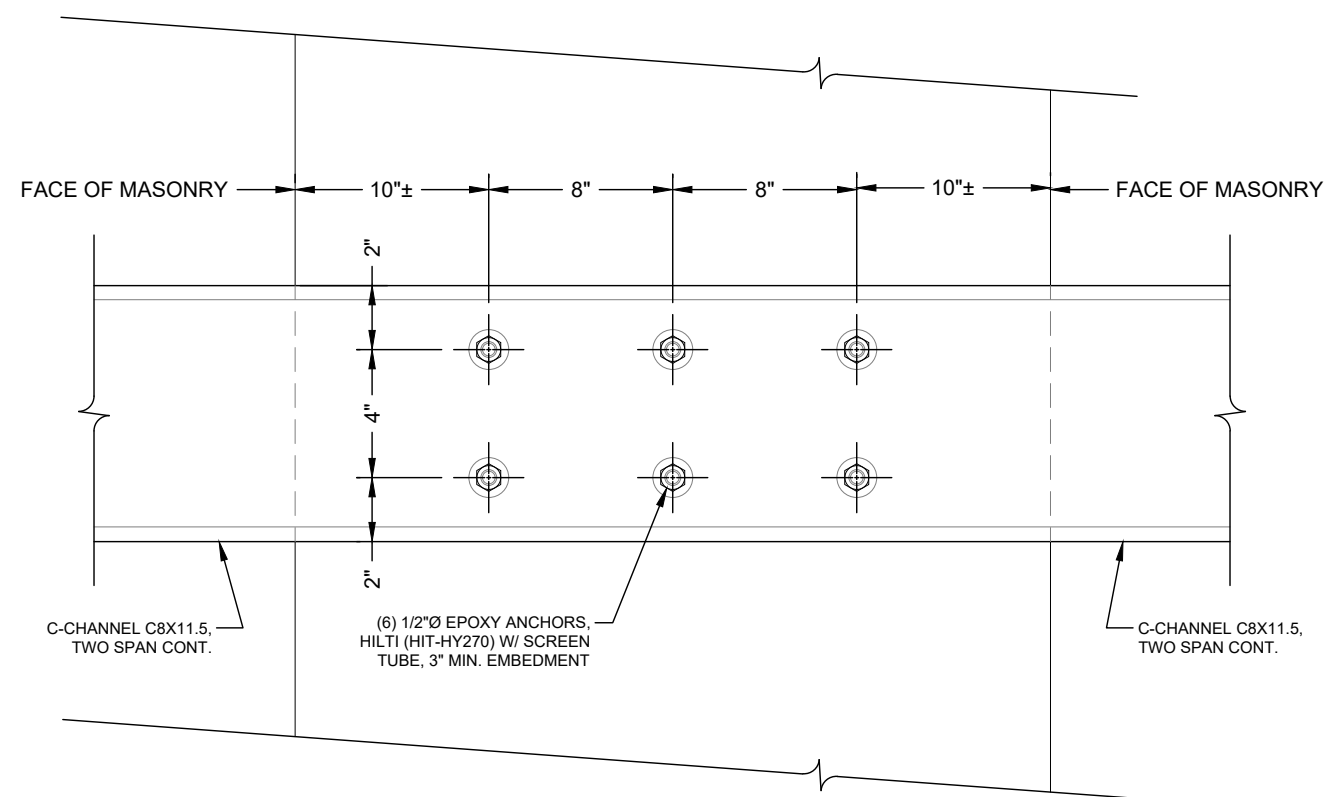 FACE OF MASONRY
10"±
8"
8"
10"±
FACE OF MASONRY
2"
4"
2"
C-CHANNEL C8X11.5,
TWO SPAN CONT.
(6) 1/2"Ø EPOXY ANCHORS,
HILTI (HIT-HY270) W/ SCREEN
TUBE, 3" MIN. EMBEDMENT
C-CHANNEL C8X11.5,
TWO SPAN CONT.